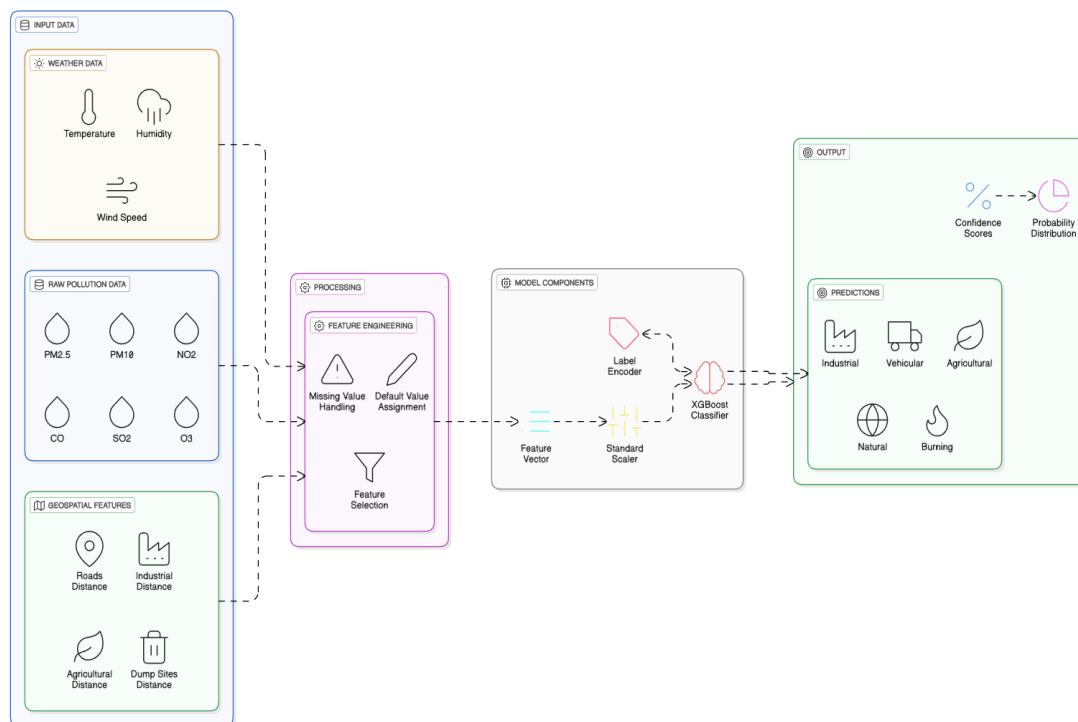 INPUT DATA
WEATHER DATA
Temperature
Humidity
Wind Speed
RAW POLLUTION DATA
PM2.5
PM10
NO2
CO
SO2
O3
GEOSPATIAL FEATURES
Roads
Distance
Industrial
Distance
Agricultural
Distance
Dump Sites
Distance
PROCESSING
FEATURE ENGINEERING
Missing Value
Handling
Default Value
Assignment
Feature
Selection
MODEL COMPONENTS
Label
Encoder
XGBoost
Classifier
Feature
Vector
Standard
Scaler
OUTPUT
Confidence
Scores
Probability
Distribution
PREDICTIONS
Industrial
Vehicular
Agricultural
Natural
Burning